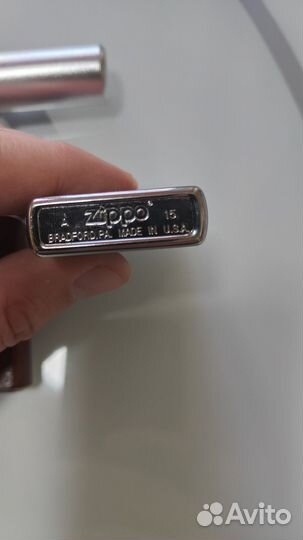 A zippo® 15
BRADFORD, PA. MADE IN U.S.A.
Avito